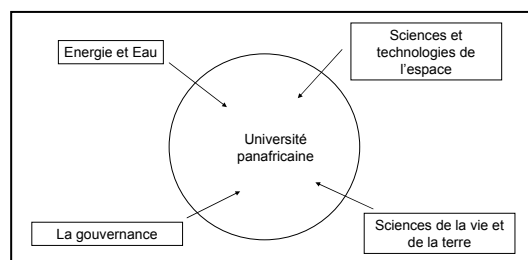 Energie et Eau
Sciences et
technologies de
l'espace
Université
panafricaine
La gouvernance
Sciences de la vie et
de la terre